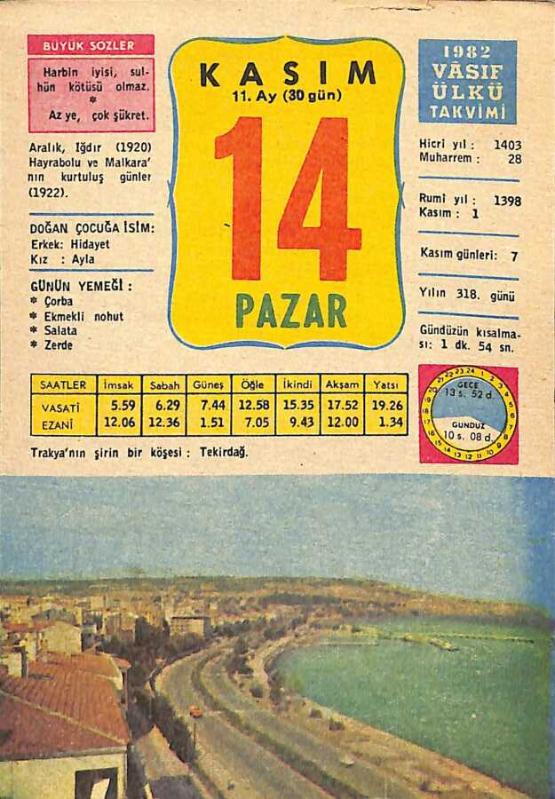 BÜYÜK SÖZLER
Harbin iyisi, sul-
hün kötüsü olmaz.
*
Az ye, çok şükret.
Aralık, Iğdır (1920)
Hayrabolu ve Malkara'
nın kurtuluş günler
(1922).
DOĞAN ÇOCUĞA İSİM:
Erkek: Hidayet
Kız : Ayla
GÜNÜN YEMEĞİ :
* Çorba
* Ekmekli nohut
* Salata
* Zerde
KASIM
11. Ay (30 gün)
14
PAZAR
1982
VÂSIF
ÜLKÜ
TAKVİMİ
Hicri yıl : 1403
Muharrem : 28
Rumî yıl : 1398
Kasım : 1
Kasım günleri: 7
Yılın 318. günü
Gündüzün kısalma-
sı: 1 dk. 54 sn.
SAATLER İmsak Sabah Güneş Öğle İkindi Akşam Yatsı
VASATİ 5.59 6.29 7.44 12.58 15.35 17.52 19.26
EZANİ 12.06 12.36 1.51 7.05 9.43 12.00 1.34
GECE
13 s. 52 d.
GÜNDÜZ
10 s. 08 d.
Trakya'nın şirin bir köşesi : Tekirdağ.